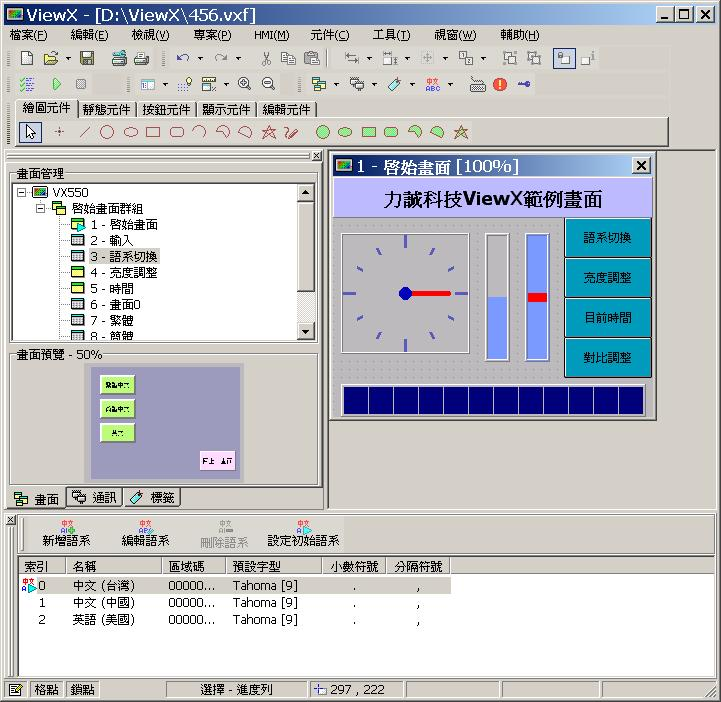 ViewX - [D:\ViewX\456.vxf]
檔案(F) 編輯(E) 檢視(V) 專案(P) HMI(M) 元件(C) 工具(T) 視窗(W) 輔助(H)
繪圖元件 靜態元件 按鈕元件 顯示元件 編輯元件
畫面管理
VX550
啓始畫面群組
1 - 啓始畫面
2 - 輸入
3 - 語系切換
4 - 亮度調整
5 - 時間
6 - 畫面0
7 - 繁體
8 - 簡體
畫面預覽 - 50%
畫面 通訊 標籤
1 - 啓始畫面 [100%]
力誠科技ViewX範例畫面
語系切換
亮度調整
目前時間
對比調整
新增語系 編輯語系 刪除語系 設定初始語系
索引 名稱 區域碼 預設字型 小數符號 分隔符號
0 中文 (台灣) 00000... Tahoma [9] . ,
1 中文 (中國) 00000... Tahoma [9] . ,
2 英語 (美國) 00000... Tahoma [9] . ,
格點 鎖點 選擇 - 進度列 297 , 222